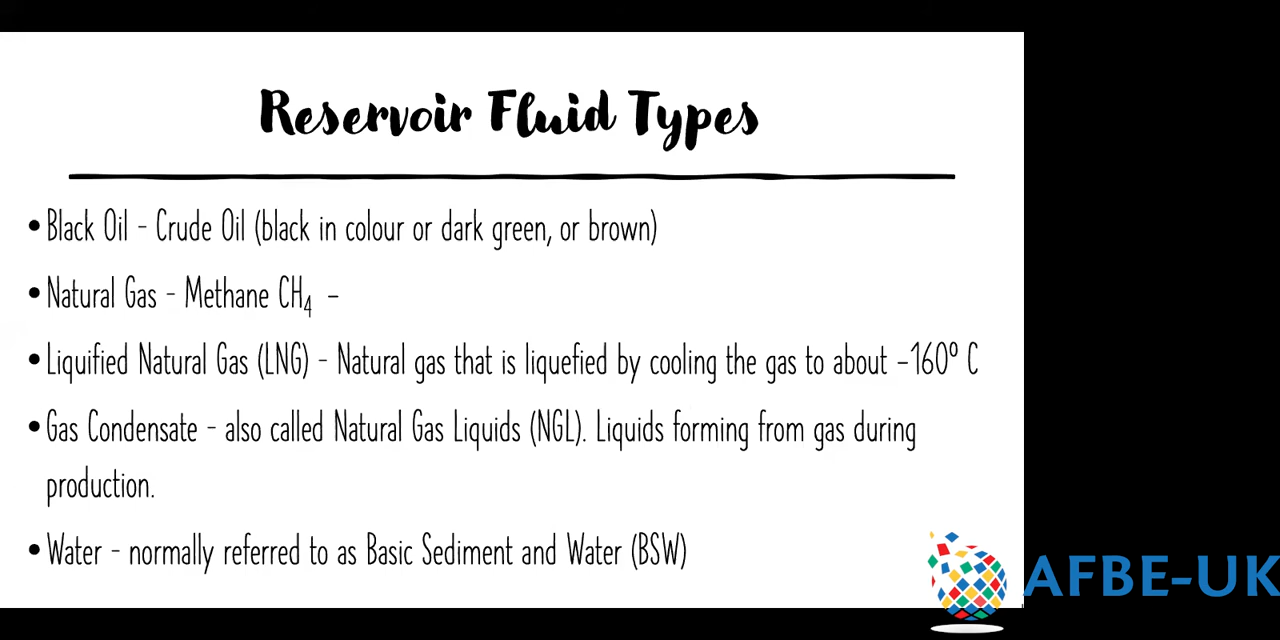 Reservoir Fluid Types
•Black Oil - Crude Oil (black in colour or dark green, or brown)
•Natural Gas - Methane CH₄ –
•Liquified Natural Gas (LNG) - Natural gas that is liquefied by cooling the gas to about -160º C
•Gas Condensate - also called Natural Gas Liquids (NGL). Liquids forming from gas during
production.
•Water - normally referred to as Basic Sediment and Water (BSW)
AFBE-UK